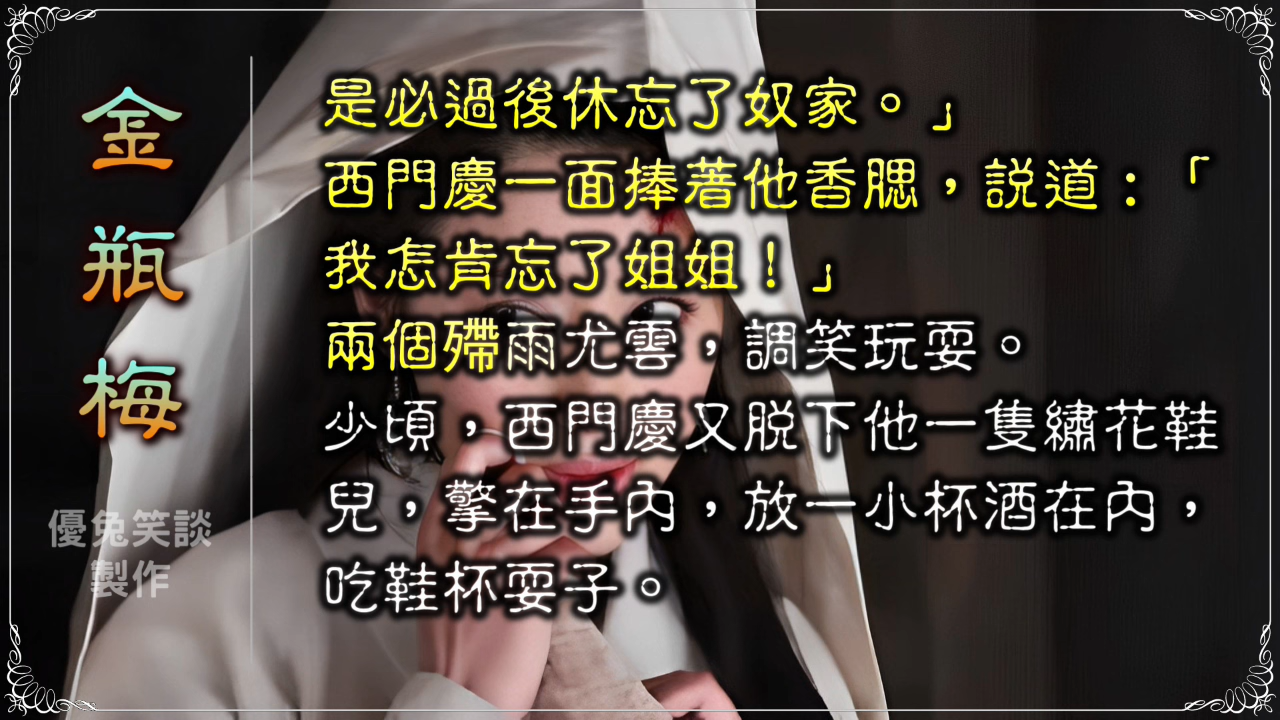 金瓶梅
優兔笑談
製作
是必過後休忘了奴家。」
西門慶一面捧著他香腮，説道：「
我怎肯忘了姐姐！」
兩個殢雨尤雲，調笑玩耍。
少頃，西門慶又脱下他一隻繡花鞋
兒，擎在手內，放一小杯酒在內，
吃鞋杯耍子。